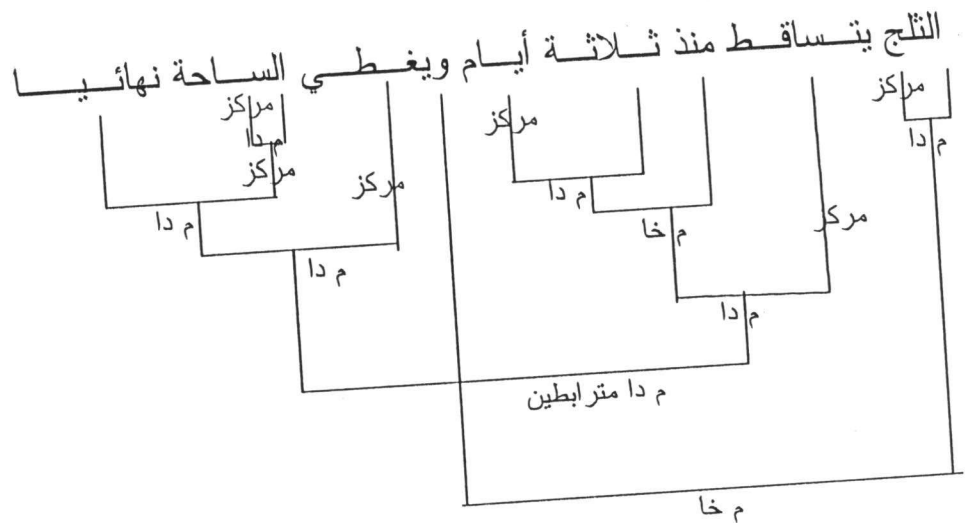 الثلج يتساقط منذ ثلاثة أيام ويغطي الساحة نهائيا
مركز
مركز
مركز
م دا
م دا
مركز
مركز
م دا
م دا
مركز
م خا
م دا
م دا
م دا مترابطين
م خا